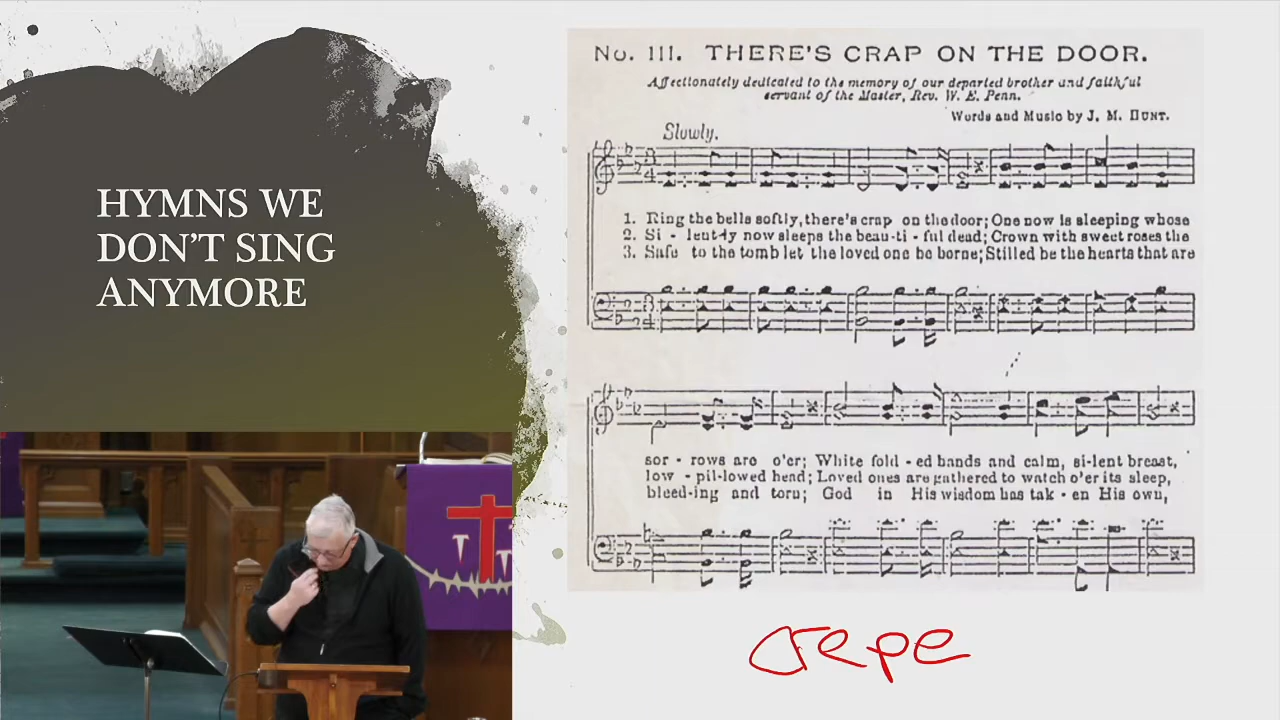 HYMNS WE
DON'T SING
ANYMORE
No. 111. THERE'S CRAP ON THE DOOR.
Affectionately dedicated to the memory of our departed brother and faithful
servant of the Master, Rev. W. E. Penn.
Words and Music by J. M. HUNT.
Slowly.
1. Ring the bells softly, there's crap on the door; One now is sleeping whose
2. Si - lent-ly now sleeps the beau-ti - ful dead; Crown with sweet roses the
3. Safe to the tomb let the loved one be borne; Stilled be the hearts that are
sor - rows are o'er; White fold - ed hands and calm, si-lent breast,
low - pil-lowed head; Loved ones are gathered to watch o'er its sleep,
bleed-ing and torn; God in His wisdom has tak - en His own,
crepe